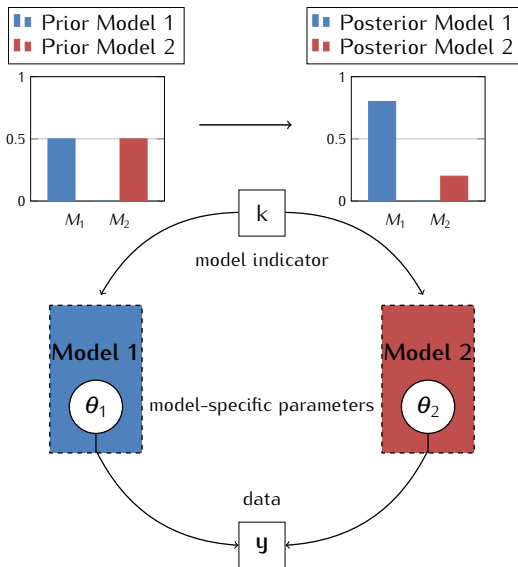 Prior Model 1
Prior Model 2
Posterior Model 1
Posterior Model 2
1
0.5
0
M₁ M₂
1
0.5
0
M₁ M₂
k
model indicator
Model 1
Model 2
θ₁
model-specific parameters
θ₂
data
y